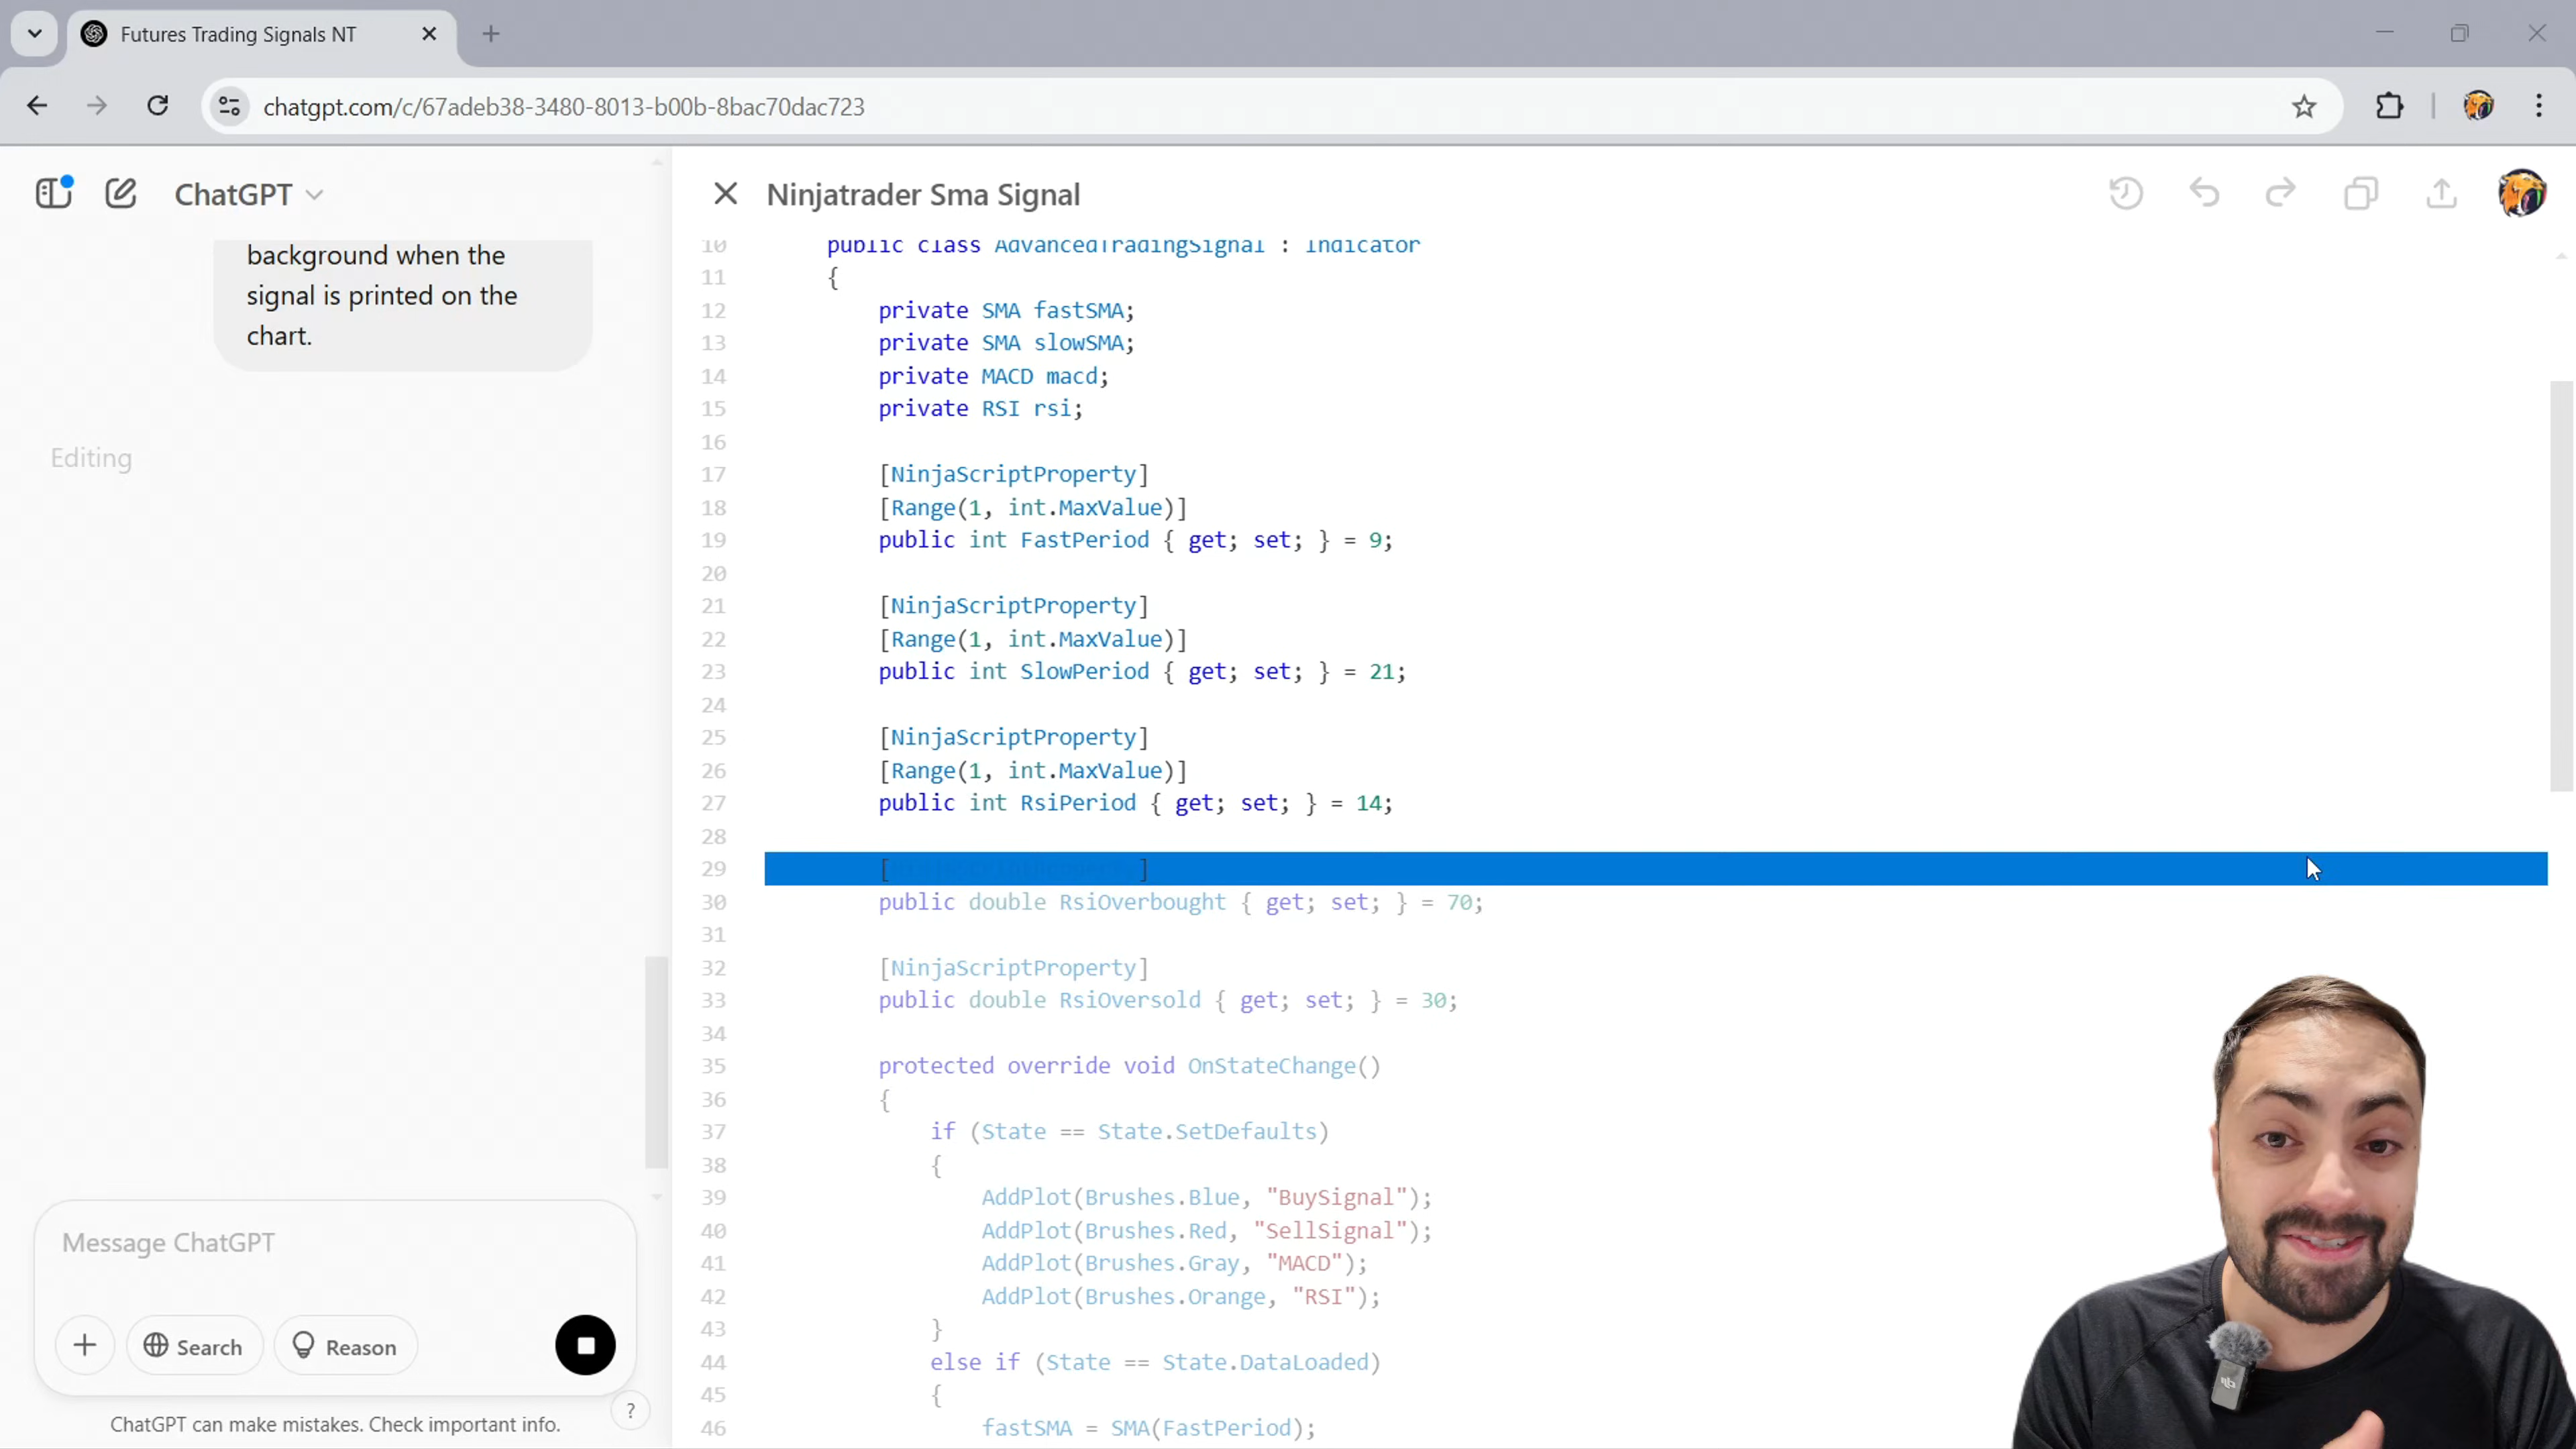 Futures Trading Signals NT
chatgpt.com/c/67adeb38-3480-8013-b00b-8bac70dac723
ChatGPT
background when the
signal is printed on the
chart.
Editing
Message ChatGPT
Search
Reason
ChatGPT can make mistakes. Check important info.
?
Ninjatrader Sma Signal
10 public class AdvancedTradingSignal : Indicator
11 {
12 private SMA fastSMA;
13 private SMA slowSMA;
14 private MACD macd;
15 private RSI rsi;
16
17 [NinjaScriptProperty]
18 [Range(1, int.MaxValue)]
19 public int FastPeriod { get; set; } = 9;
20
21 [NinjaScriptProperty]
22 [Range(1, int.MaxValue)]
23 public int SlowPeriod { get; set; } = 21;
24
25 [NinjaScriptProperty]
26 [Range(1, int.MaxValue)]
27 public int RsiPeriod { get; set; } = 14;
28
29 [ ]
30 public double RsiOverbought { get; set; } = 70;
31
32 [NinjaScriptProperty]
33 public double RsiOversold { get; set; } = 30;
34
35 protected override void OnStateChange()
36 {
37 if (State == State.SetDefaults)
38 {
39 AddPlot(Brushes.Blue, "BuySignal");
40 AddPlot(Brushes.Red, "SellSignal");
41 AddPlot(Brushes.Gray, "MACD");
42 AddPlot(Brushes.Orange, "RSI");
43 }
44 else if (State == State.DataLoaded)
45 {
46 fastSMA = SMA(FastPeriod);